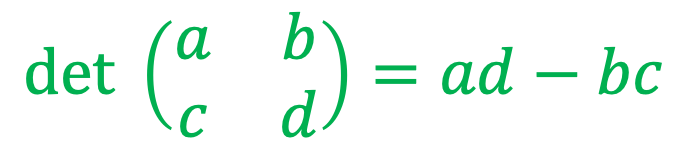 det (a b
c d) = ad − bc